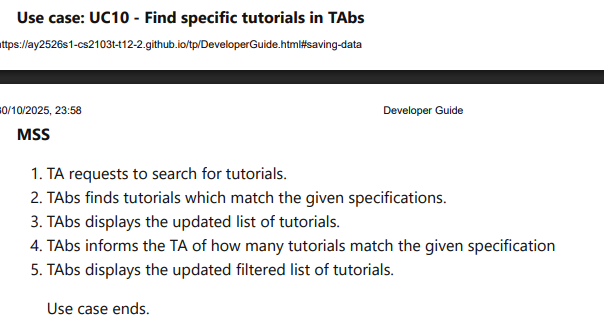 Use case: UC10 - Find specific tutorials in TAbs
ttps://ay2526s1-cs2103t-t12-2.github.io/tp/DeveloperGuide.html#saving-data
0/10/2025, 23:58 Developer Guide
MSS
1. TA requests to search for tutorials.
2. TAbs finds tutorials which match the given specifications.
3. TAbs displays the updated list of tutorials.
4. TAbs informs the TA of how many tutorials match the given specification
5. TAbs displays the updated filtered list of tutorials.
Use case ends.